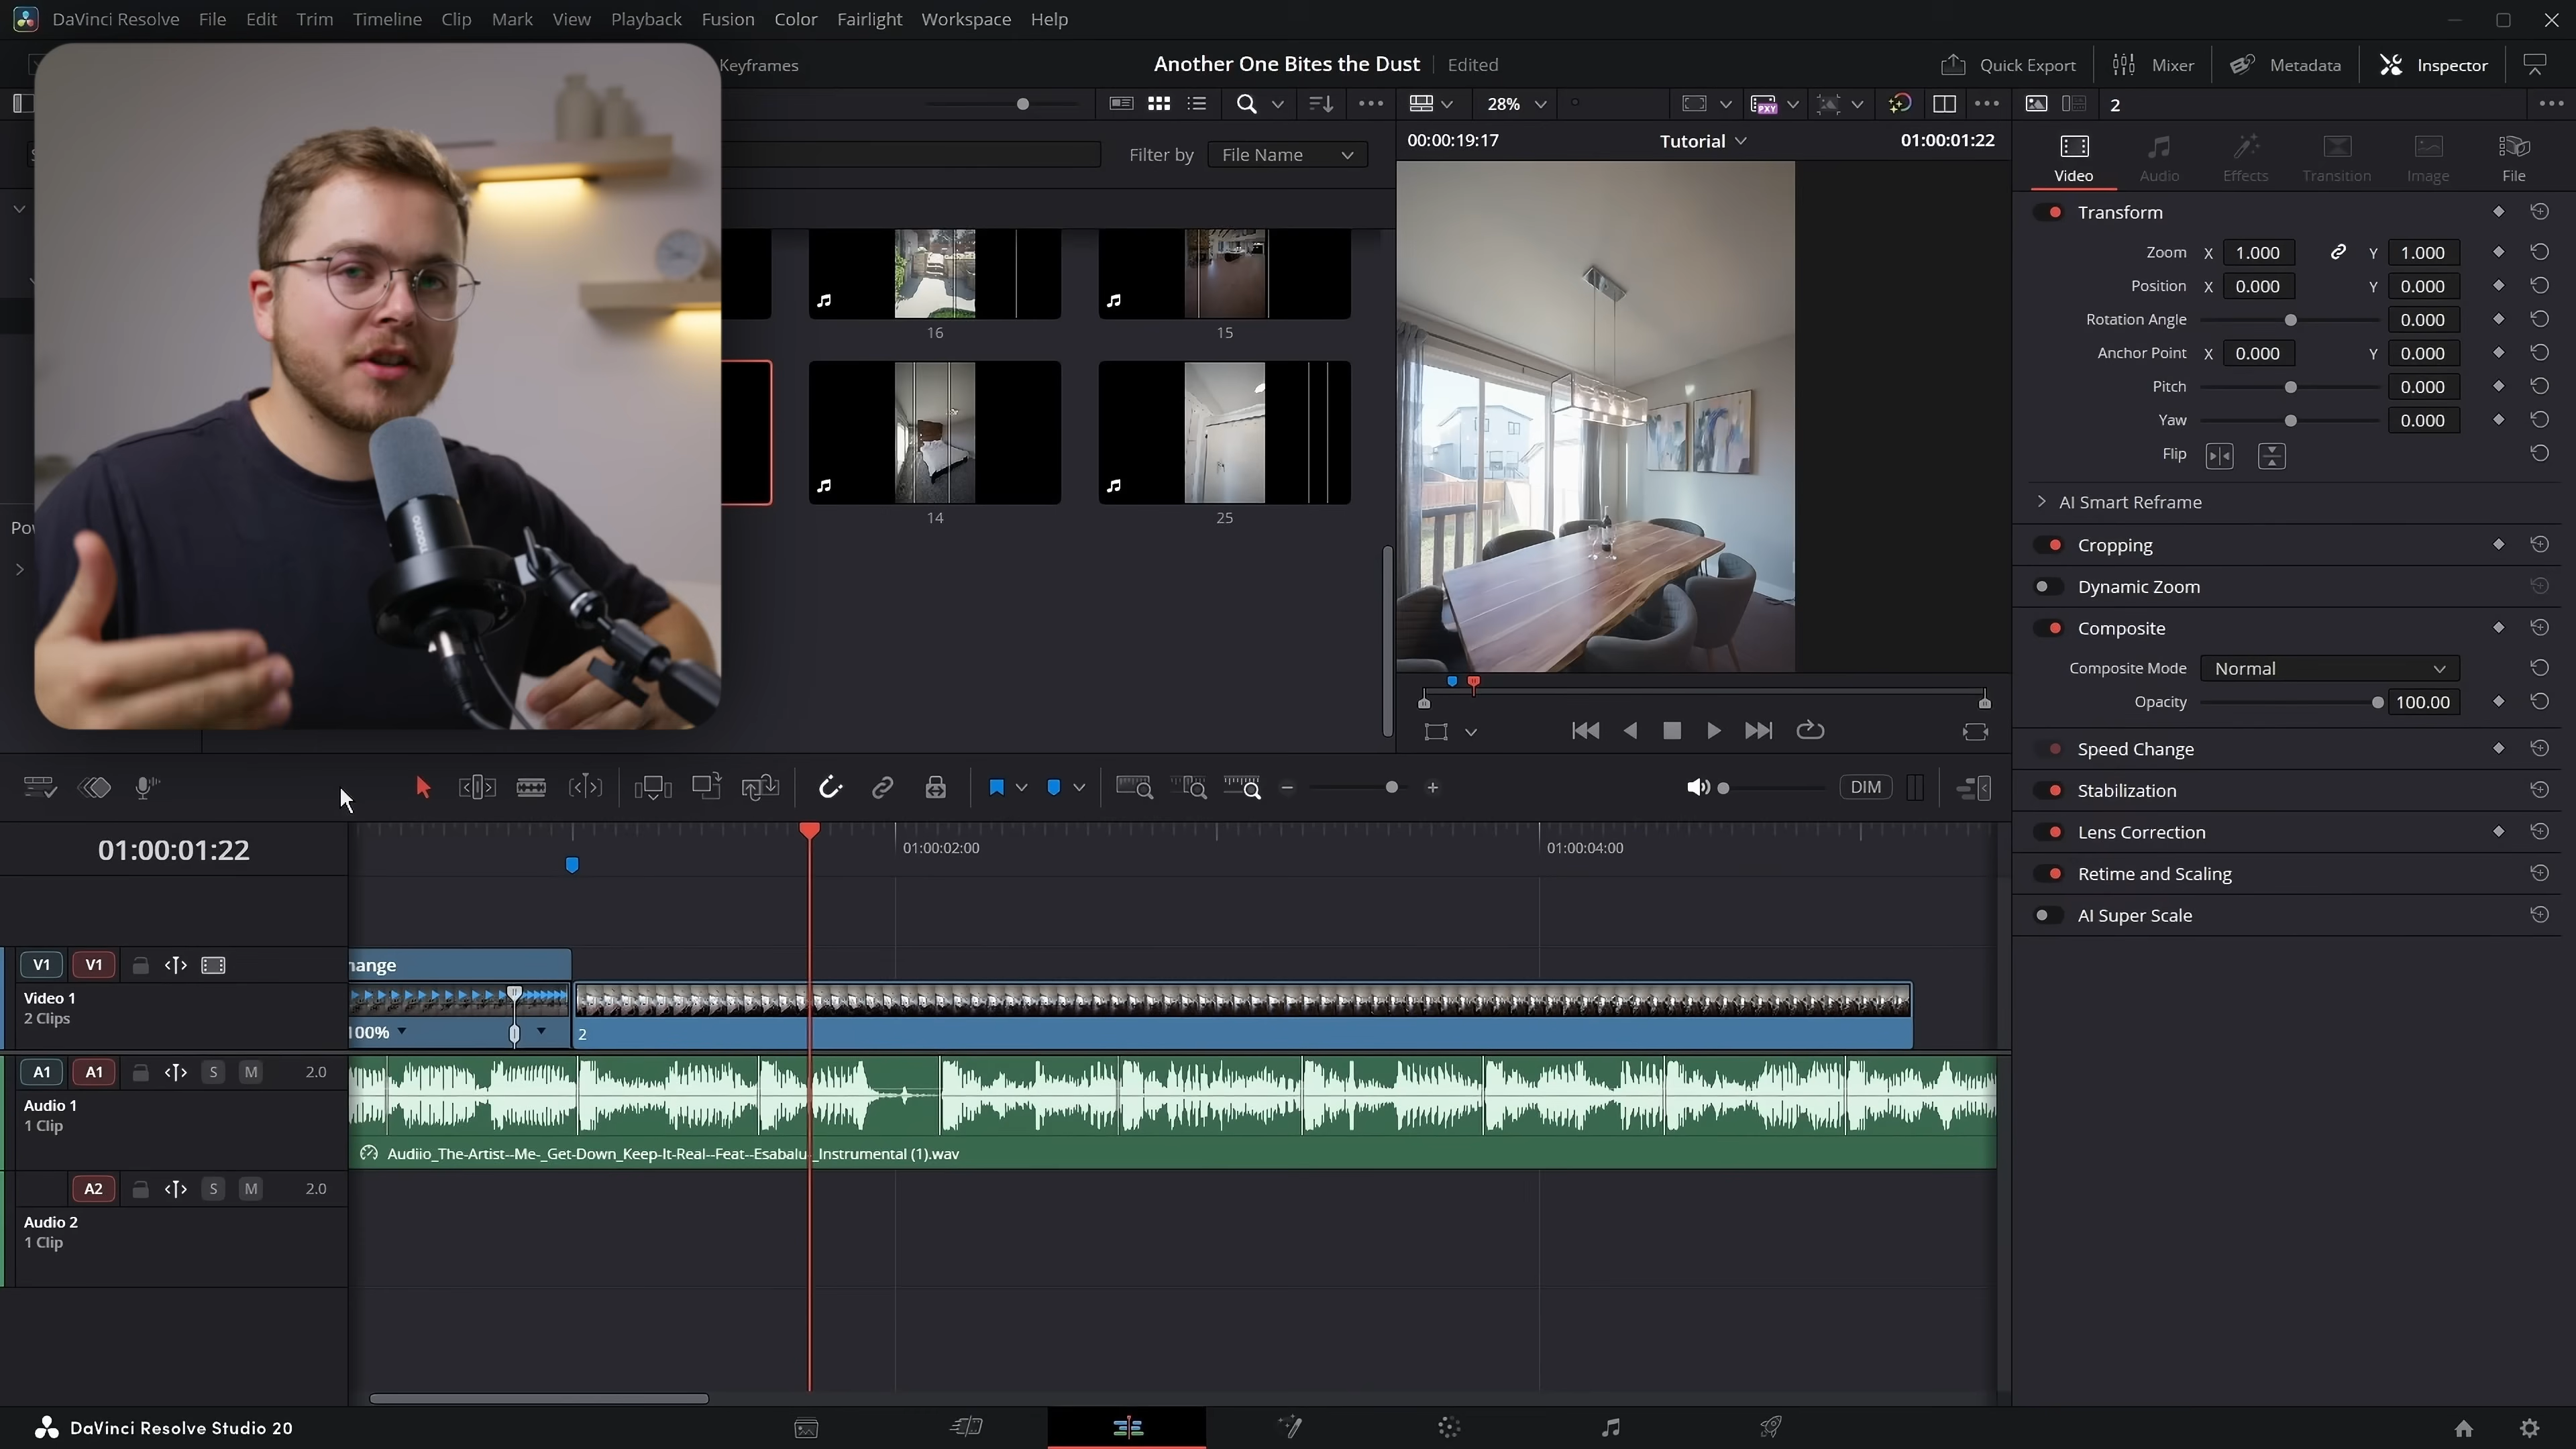 DaVinci Resolve File Edit Trim Timeline Clip Mark View Playback Fusion Color Fairlight Workspace Help
Keyframes
Another One Bites the Dust Edited
Quick Export Mixer Metadata Inspector
28%
2
Filter by File Name
00:00:19:17 Tutorial 01:00:01:22
Video Audio Effects Transition Image File
Transform
Zoom X 1.000 Y 1.000
Position X 0.000 Y 0.000
Rotation Angle 0.000
Anchor Point X 0.000 Y 0.000
Pitch 0.000
Yaw 0.000
Flip
16 15
14 25
AI Smart Reframe
Cropping
Dynamic Zoom
Composite
Composite Mode Normal
Opacity 100.00
Speed Change
Stabilization
Lens Correction
Retime and Scaling
AI Super Scale
DIM
01:00:01:22
01:00:02:00 01:00:04:00
V1 V1
Video 1
2 Clips
100%
2
A1 A1 S M 2.0
Audio 1
1 Clip
Audiio_The-Artist--Me-_Get-Down_Keep-It-Real--Feat--Esabalu-_Instrumental (1).wav
A2 S M 2.0
Audio 2
1 Clip
DaVinci Resolve Studio 20